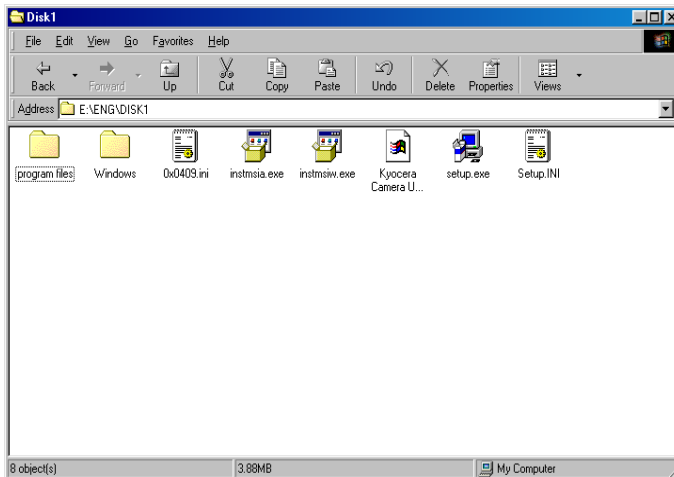 Disk1
File Edit View Go Favorites Help
Back Forward Up Cut Copy Paste Undo Delete Properties Views
Address E:\ENG\DISK1
program files Windows 0x0409.ini instmsia.exe instmsiw.exe Kyocera setup.exe Setup.INI
Camera U...
8 object(s) 3.88MB My Computer